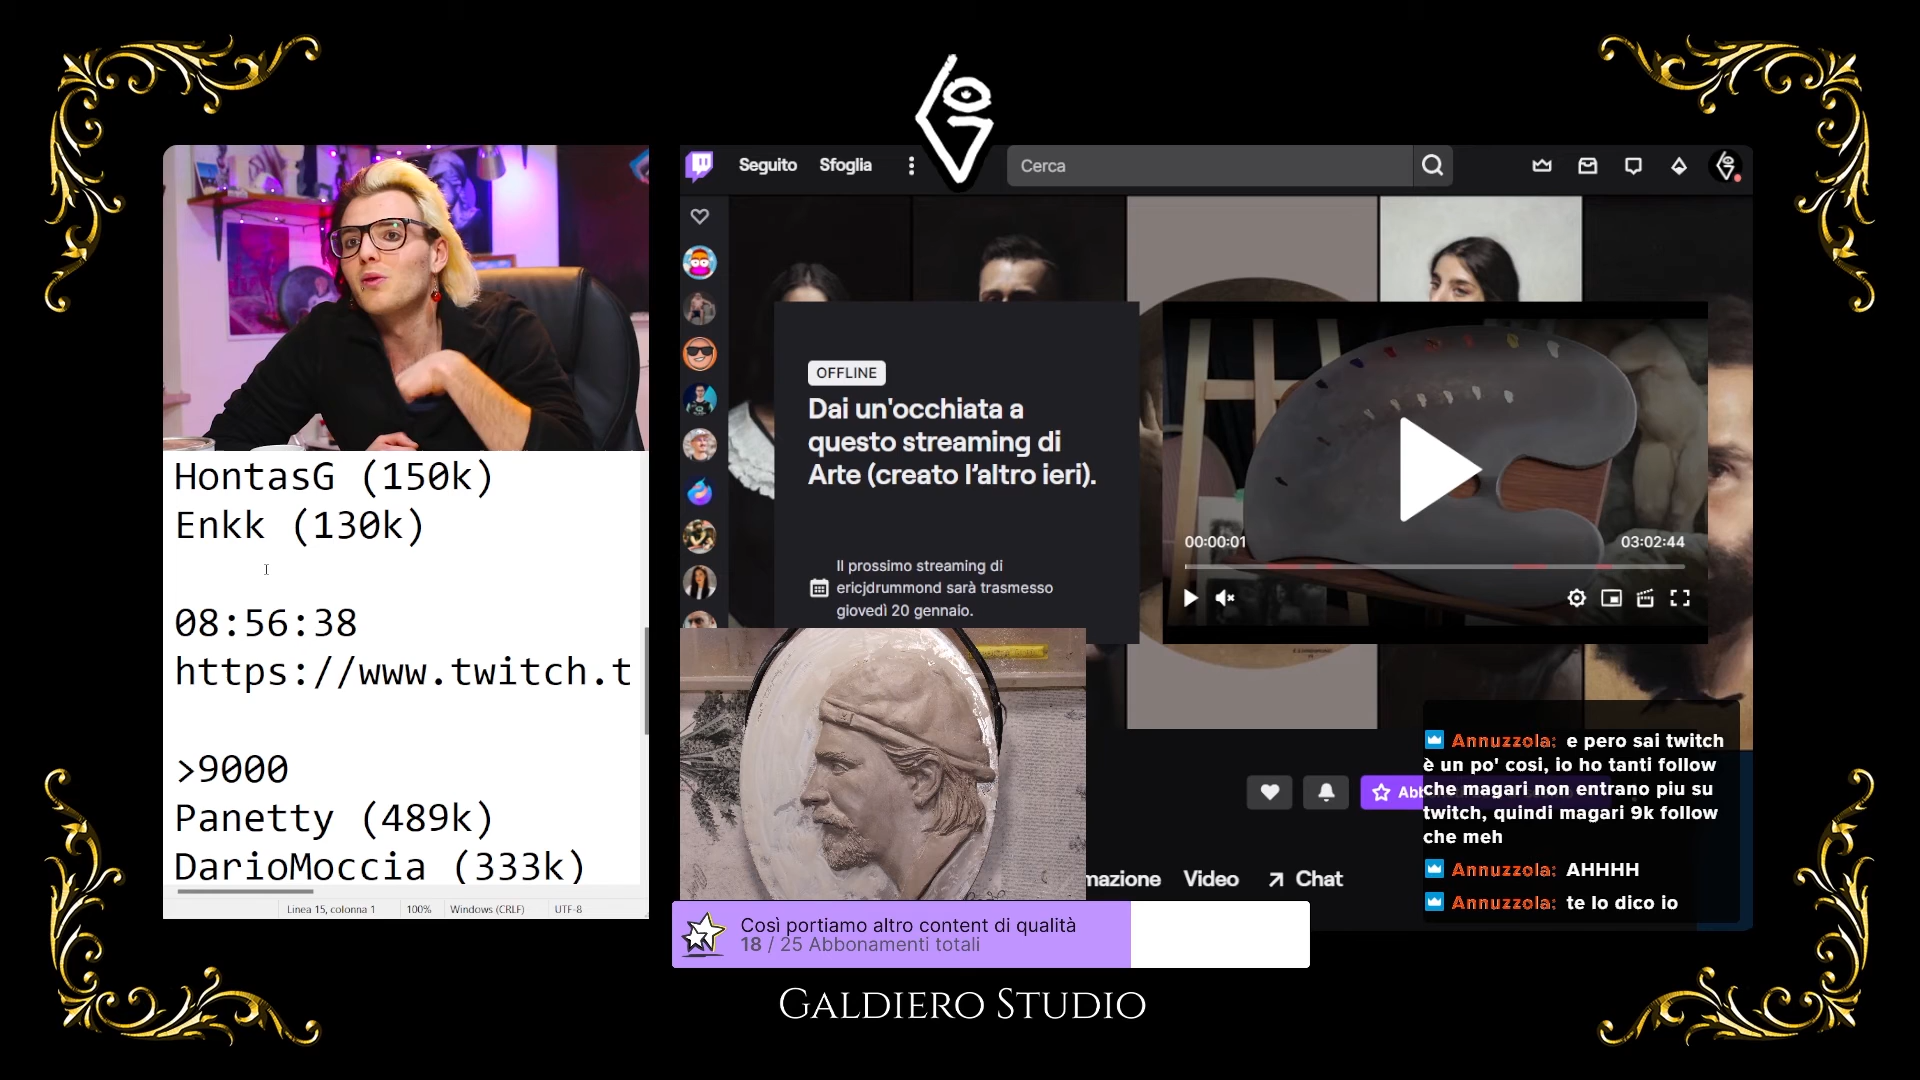 Seguito Sfoglia
Cerca
OFFLINE
Dai un'occhiata a
questo streaming di
Arte (creato l'altro ieri).
Il prossimo streaming di
ericjdrummond sarà trasmesso
giovedì 20 gennaio.
00:00:01 03:02:44
HontasG (150k)
Enkk (130k)
08:56:38
https://www.twitch.t
>9000
Panetty (489k)
DarioMoccia (333k)
Linea 15, colonna 1 100% Windows (CRLF) UTF-8
Abb
mazione Video Chat
Annuzzola: e pero sai twitch
è un po' cosi, io ho tanti follow
che magari non entrano piu su
twitch, quindi magari 9k follow
che meh
Annuzzola: AHHHH
Annuzzola: te lo dico io
Così portiamo altro content di qualità
18 / 25 Abbonamenti totali
GALDIERO STUDIO